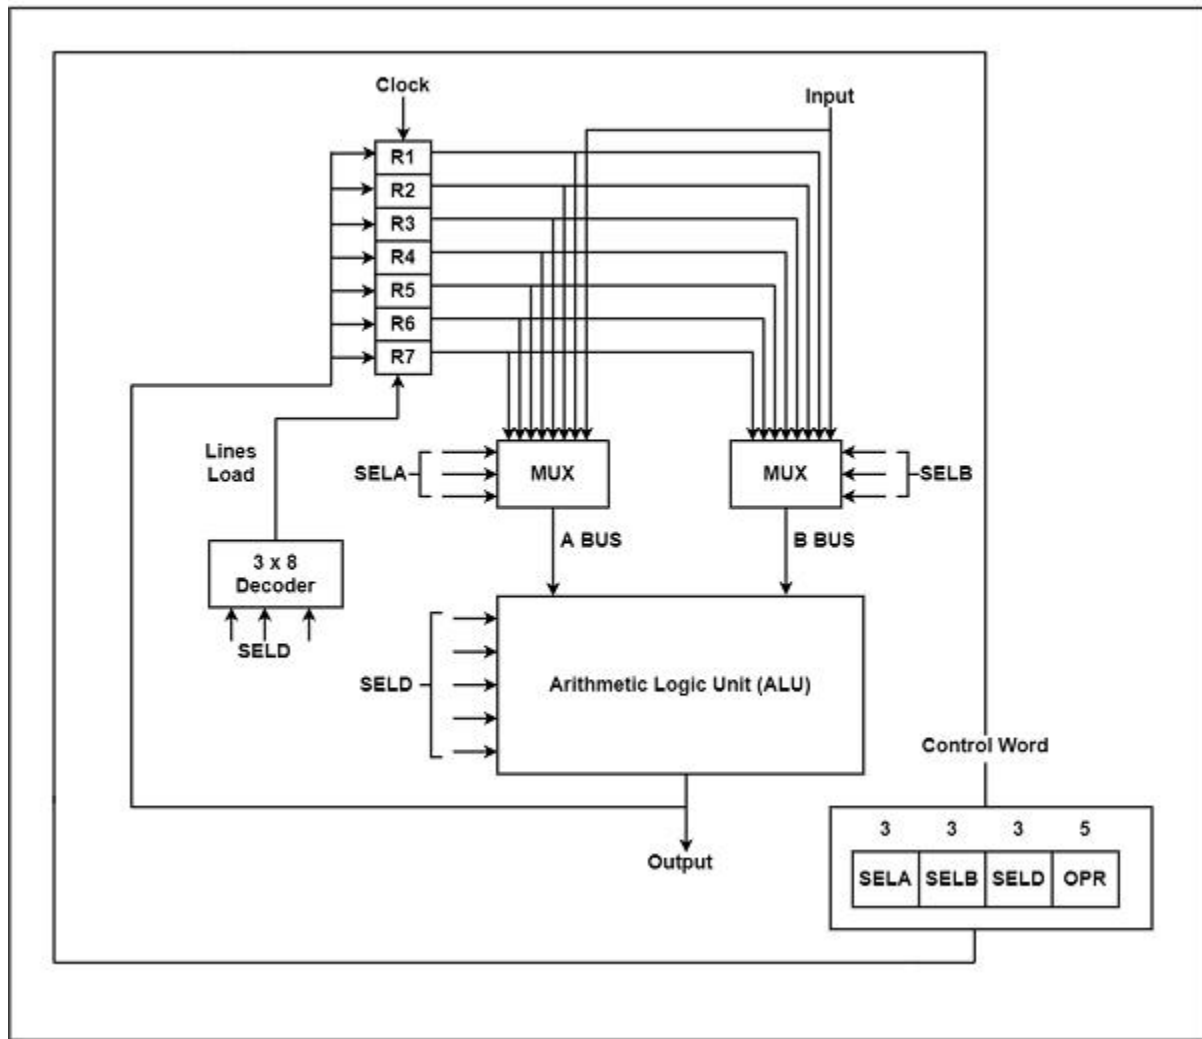 Clock
Input
R1
R2
R3
R4
R5
R6
R7
Lines
Load
SELA
MUX
MUX
SELB
A BUS
B BUS
3 x 8
Decoder
SELD
SELD
Arithmetic Logic Unit (ALU)
Control Word
3 3 3 5
SELA SELB SELD OPR
Output